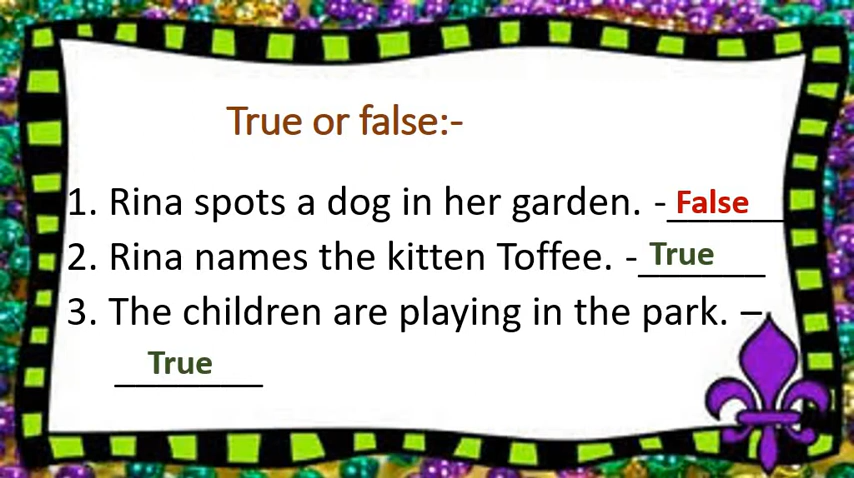 True or false:-
1. Rina spots a dog in her garden. -False
2. Rina names the kitten Toffee. -True
3. The children are playing in the park. –
True